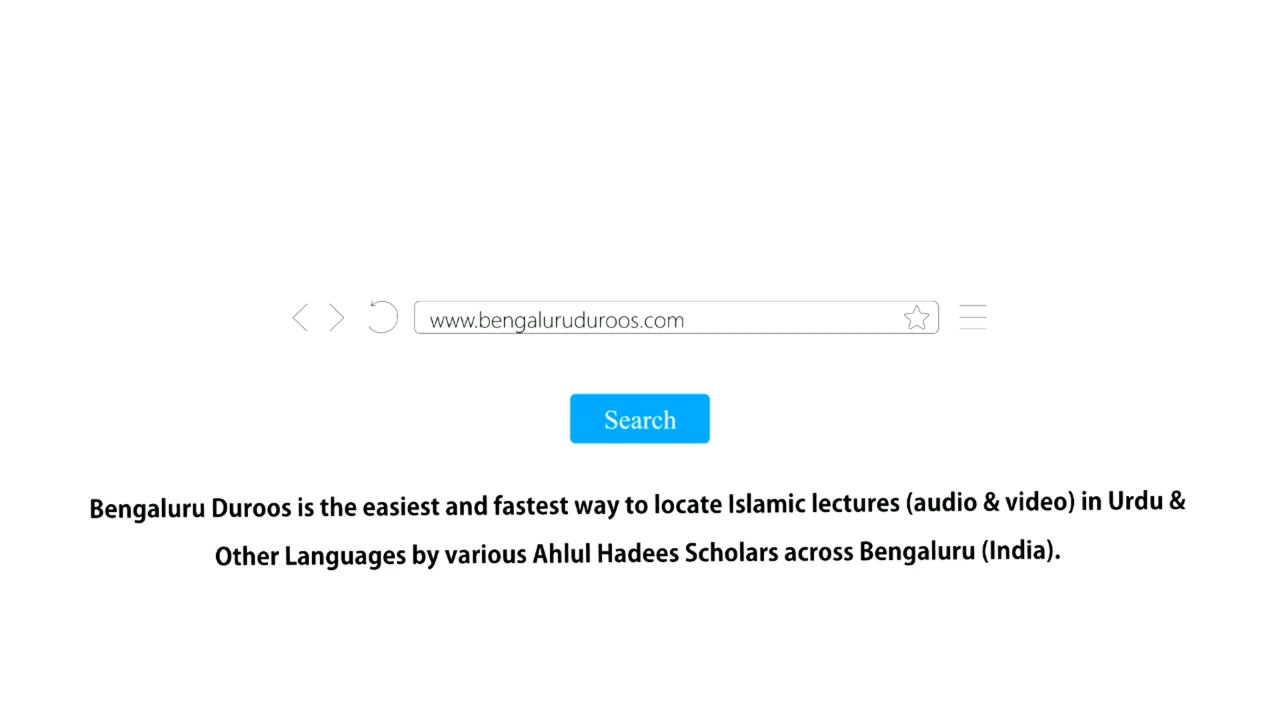 www.bengaluruduroos.com
Search
Bengaluru Duroos is the easiest and fastest way to locate Islamic lectures (audio & video) in Urdu &
Other Languages by various Ahlul Hadees Scholars across Bengaluru (India).